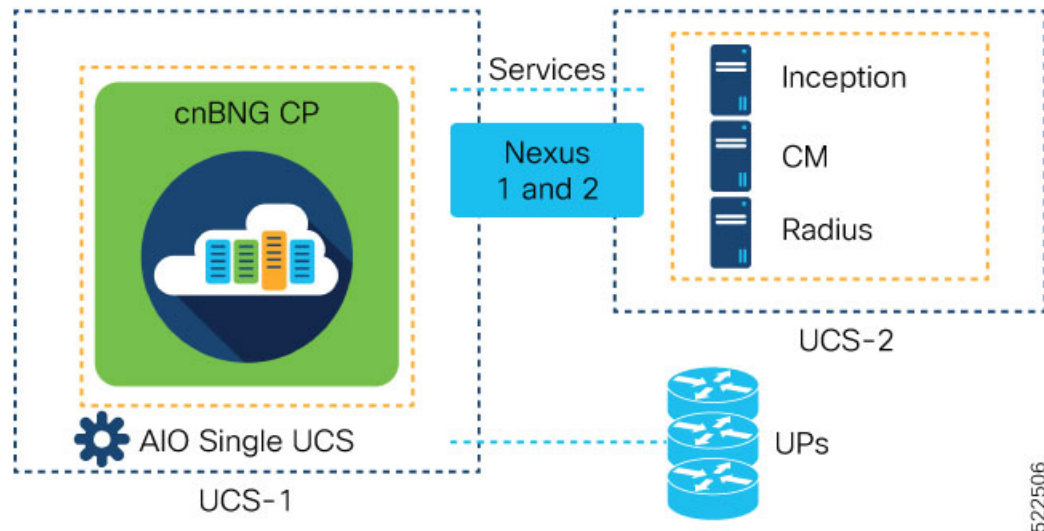 cnBNG CP
AIO Single UCS
UCS-1
Services
Nexus
1 and 2
Inception
CM
Radius
UCS-2
UPs
522506